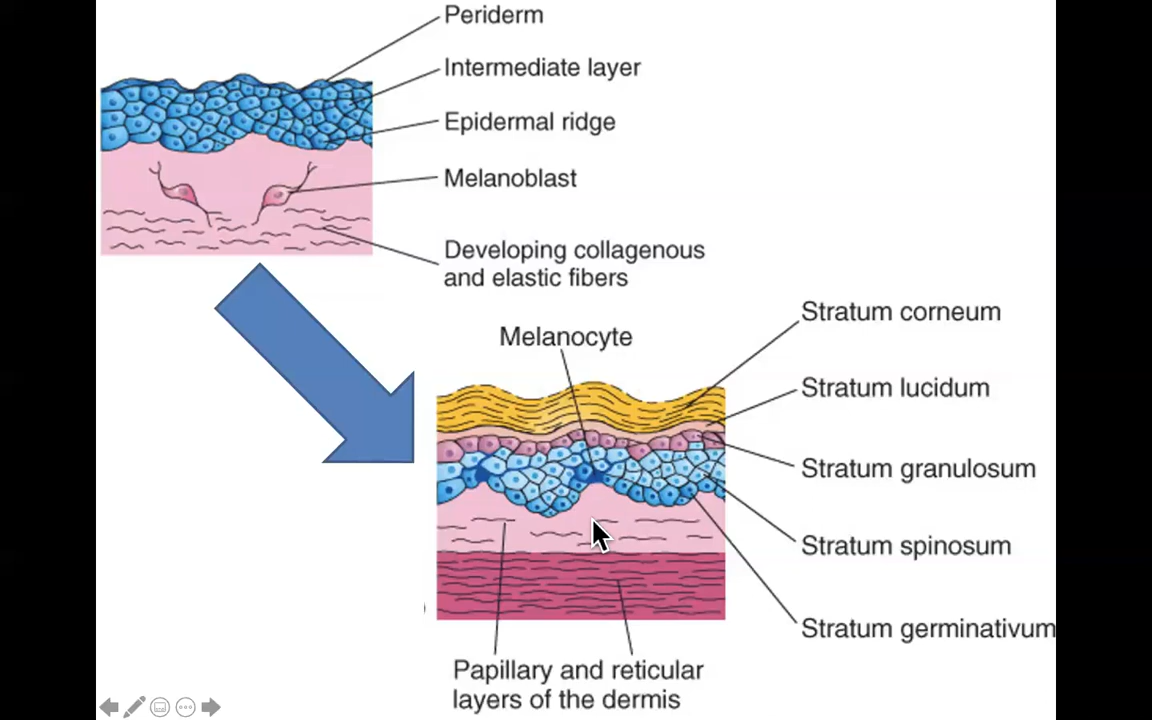 Periderm
Intermediate layer
Epidermal ridge
Melanoblast
Developing collagenous
and elastic fibers
Melanocyte
Stratum corneum
Stratum lucidum
Stratum granulosum
Stratum spinosum
Stratum germinativum
Papillary and reticular
layers of the dermis